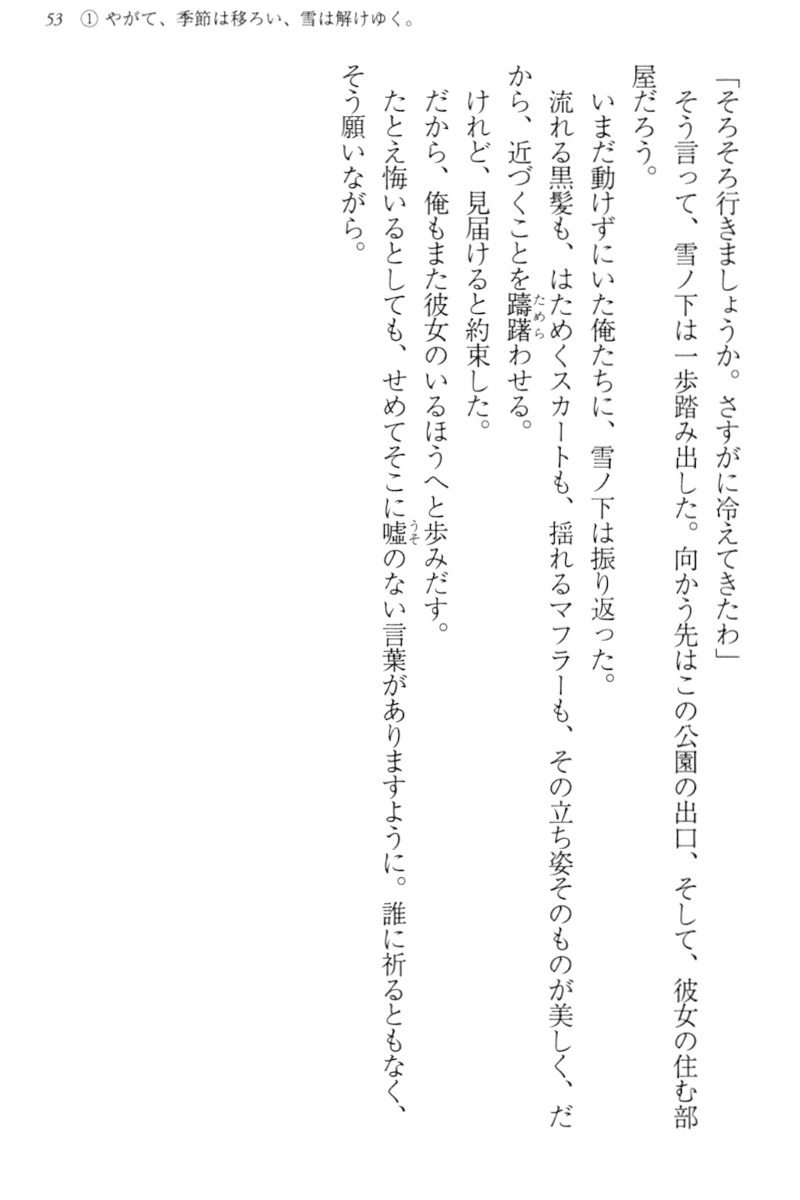 53 ① やがて、季節は移ろい、雪は解けゆく。
「そろそろ行きましょうか。さすがに冷えてきたわ」
そう言って、雪ノ下は一歩踏み出した。向かう先はこの公園の出口、そして、彼女の住む部
屋だろう。
いまだ動けずにいた俺たちに、雪ノ下は振り返った。
流れる黒髪も、はためくスカートも、揺れるマフラーも、その立ち姿そのものが美しく、だ
から、近づくことを躊躇わせる。
ためら
けれど、見届けると約束した。
だから、俺もまた彼女のいるほうへと歩みだす。
たとえ悔いるとしても、せめてそこに嘘のない言葉がありますように。誰に祈るともなく、
うそ
そう願いながら。